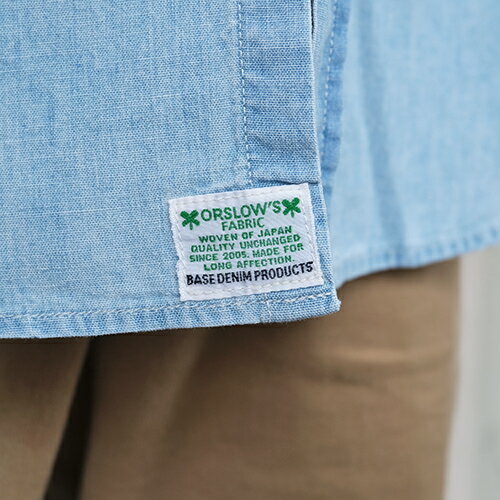 ORSLOW'S
FABRIC
WOVEN OF JAPAN
QUALITY UNCHANGED
SINCE 2005. MADE FOR
LONG AFFECTION.
BASE DENIM PRODUCTS